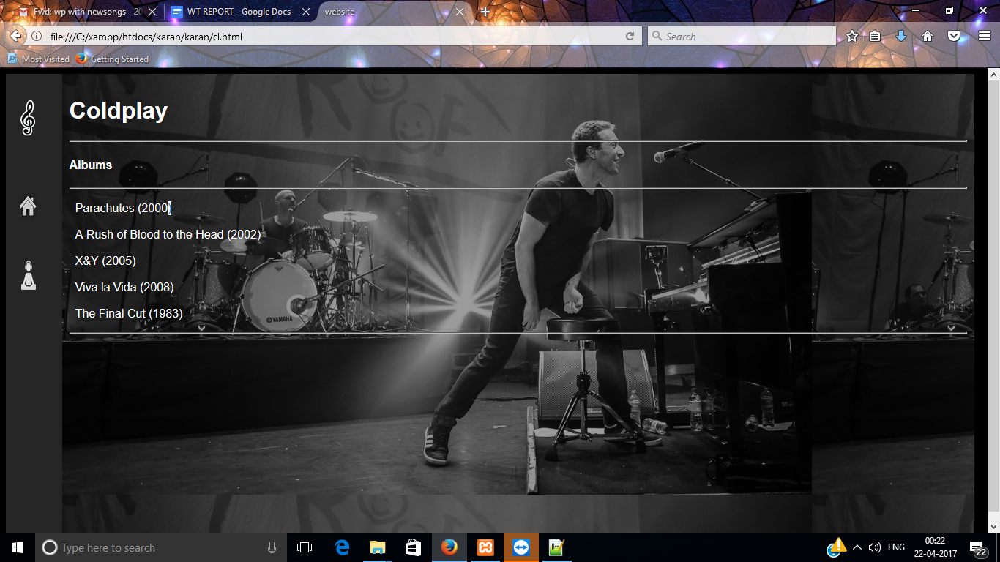 Fwd: wp with newsongs - 20
WT REPORT - Google Docs
website
file:///C:/xampp/htdocs/karan/karan/cl.html
Search
Most Visited
Getting Started
Coldplay
Albums
Parachutes (2000)
A Rush of Blood to the Head (2002)
X&Y (2005)
Viva la Vida (2008)
The Final Cut (1983)
YAMAHA
Type here to search
ENG
00:22
22-04-2017
22